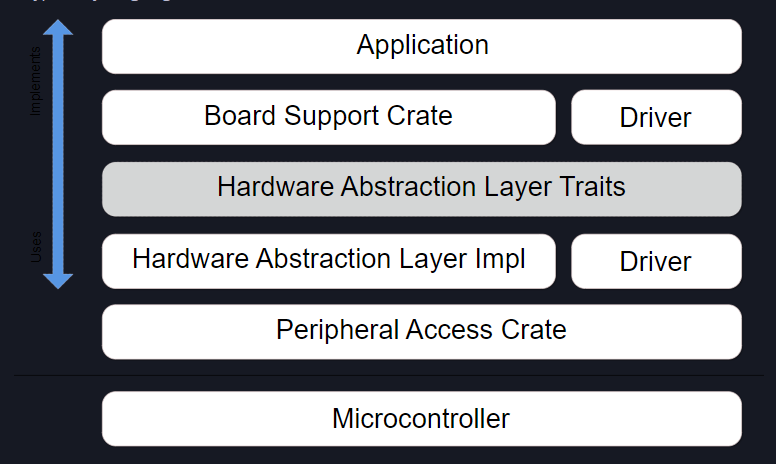 Application
Implements
Board Support Crate
Driver
Hardware Abstraction Layer Traits
Uses
Hardware Abstraction Layer Impl
Driver
Peripheral Access Crate
Microcontroller